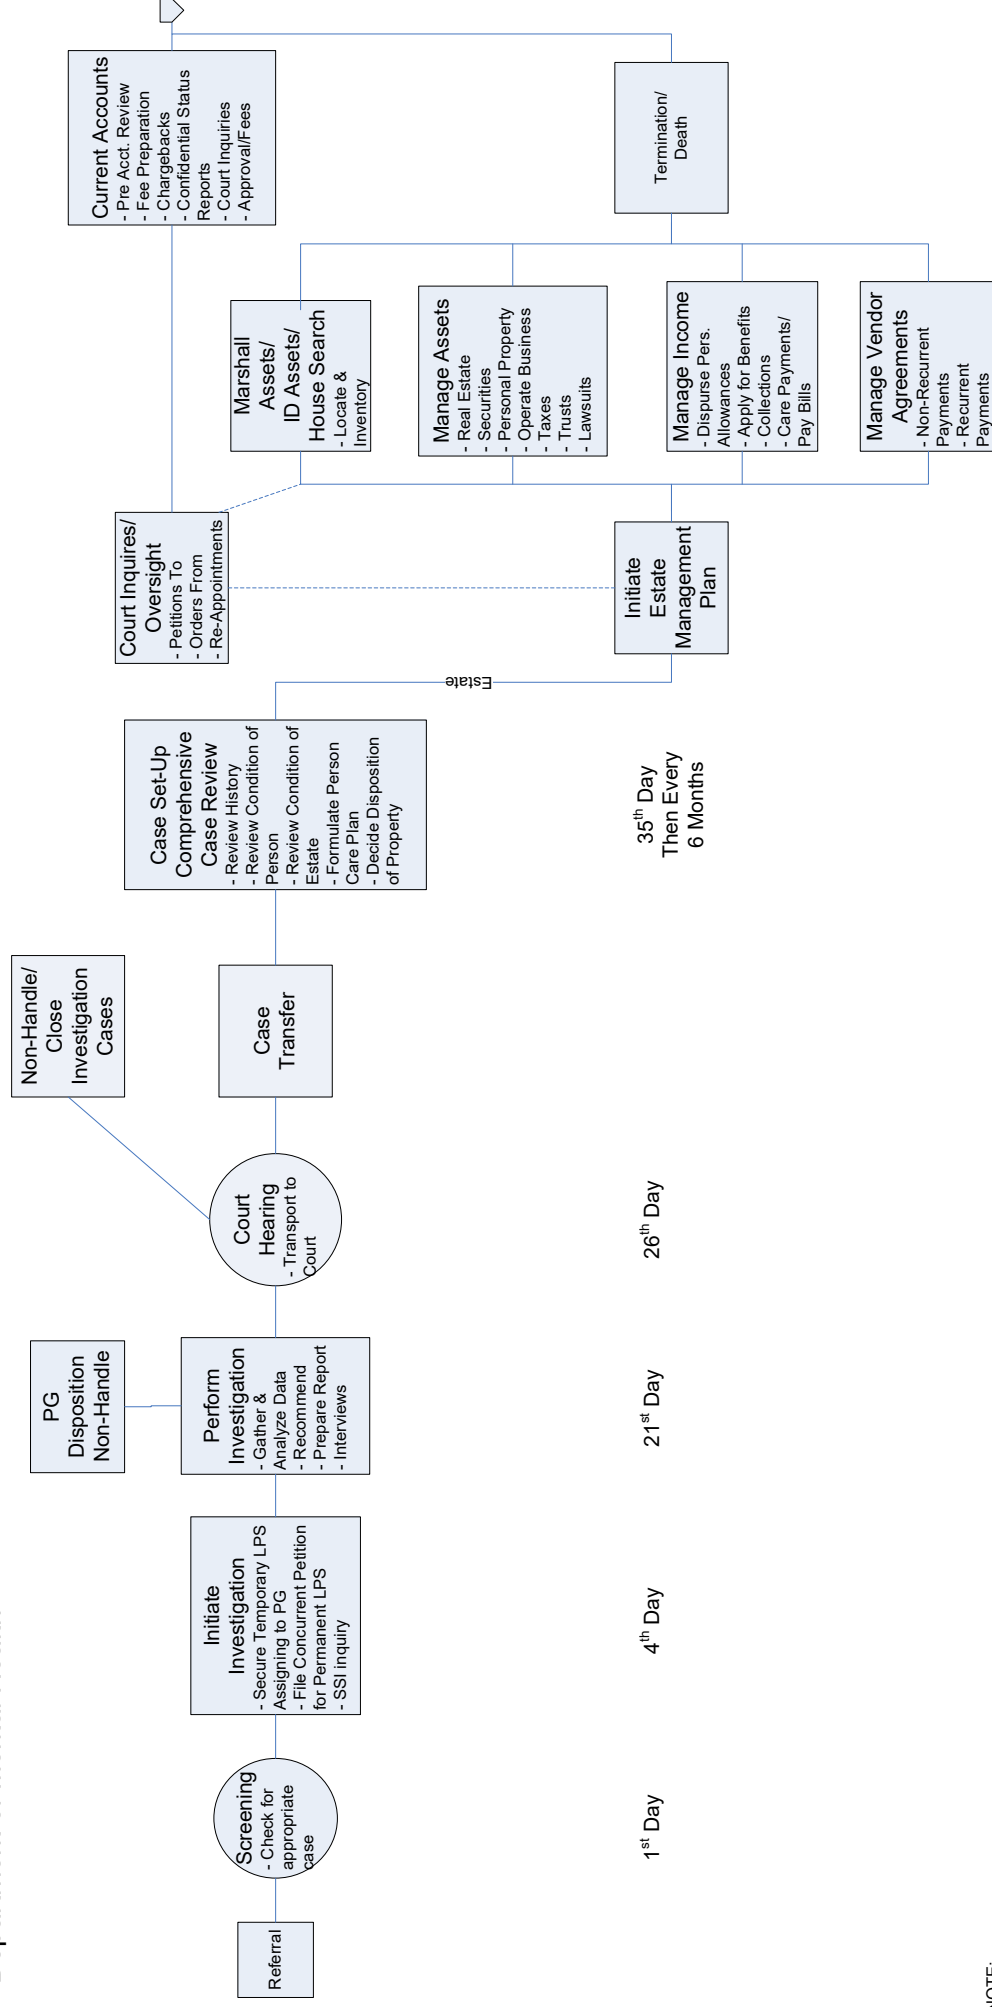 Referral
Screening
- Check for
appropriate
case
Initiate
Investigation
- Secure Temporary LPS
Assigning to PG
- File Concurrent Petition
for Permanent LPS
- SSI inquiry
PG
Disposition
Non-Handle
Perform
Investigation
- Gather &
Analyze Data
- Recommend
- Prepare Report
- Interviews
Court
Hearing
- Transport to
Court
Non-Handle/
Close
Investigation
Cases
Case
Transfer
Case Set-Up
Comprehensive
Case Review
- Review History
- Review Condition of
Person
- Review Condition of
Estate
- Formulate Person
Care Plan
- Decide Disposition
of Property
Estate
Court Inquires/
Oversight
- Petitions To
- Orders From
- Re-Appointments
Initiate
Estate
Management
Plan
Current Accounts
- Pre Acct. Review
- Fee Preparation
- Chargebacks
- Confidential Status
Reports
- Court Inquiries
- Approval/Fees
Marshall
Assets/
ID Assets/
House Search
- Locate &
Inventory
Manage Assets
- Real Estate
- Securities
- Personal Property
- Operate Business
- Taxes
- Trusts
- Lawsuits
Manage Income
- Dispurse Pers.
Allowances
- Apply for Benefits
- Collections
- Care Payments/
Pay Bills
Manage Vendor
Agreements
- Non-Recurrent
Payments
- Recurrent
Payments
Termination/
Death
1st Day
4th Day
21st Day
26th Day
35th Day
Then Every
6 Months
NOTE: